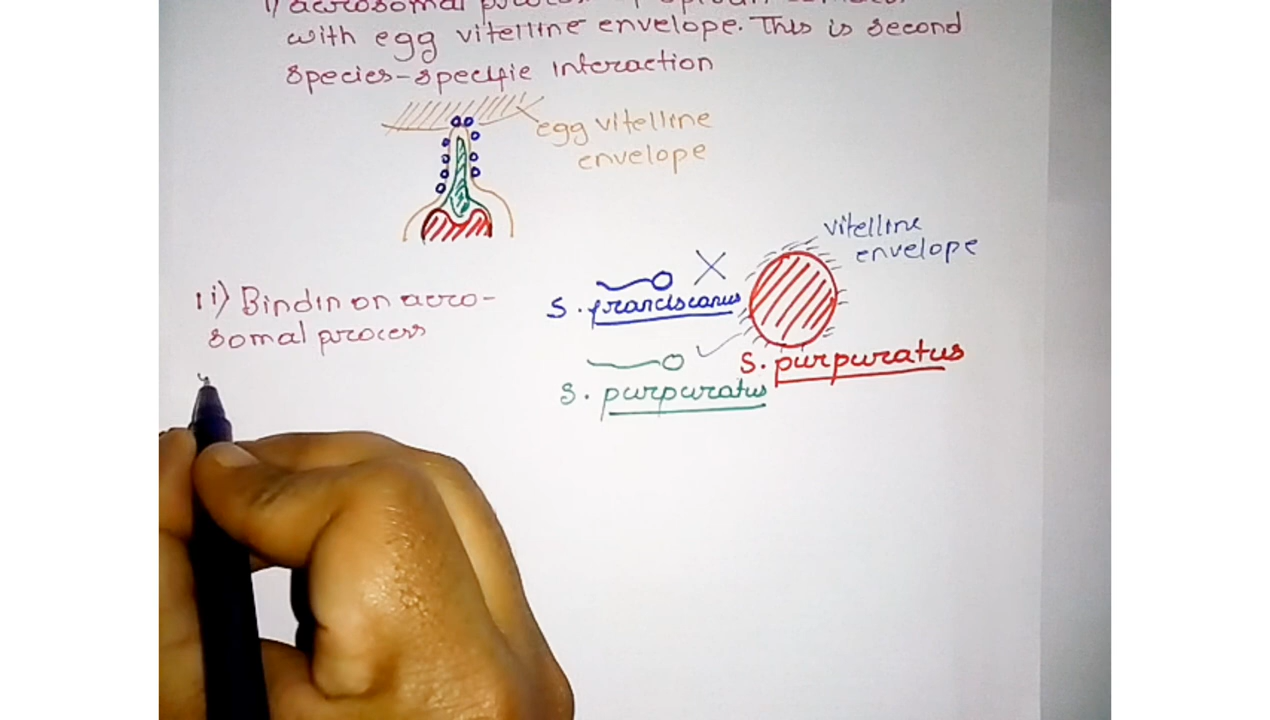 i) acrosomal
with egg vitelline envelope. This is second
species-specific interaction
egg vitelline
envelope
vitelline
envelope
S. franciscanus
ii) Bindin on acro-
somal process
S. purpuratus
S. purpuratus